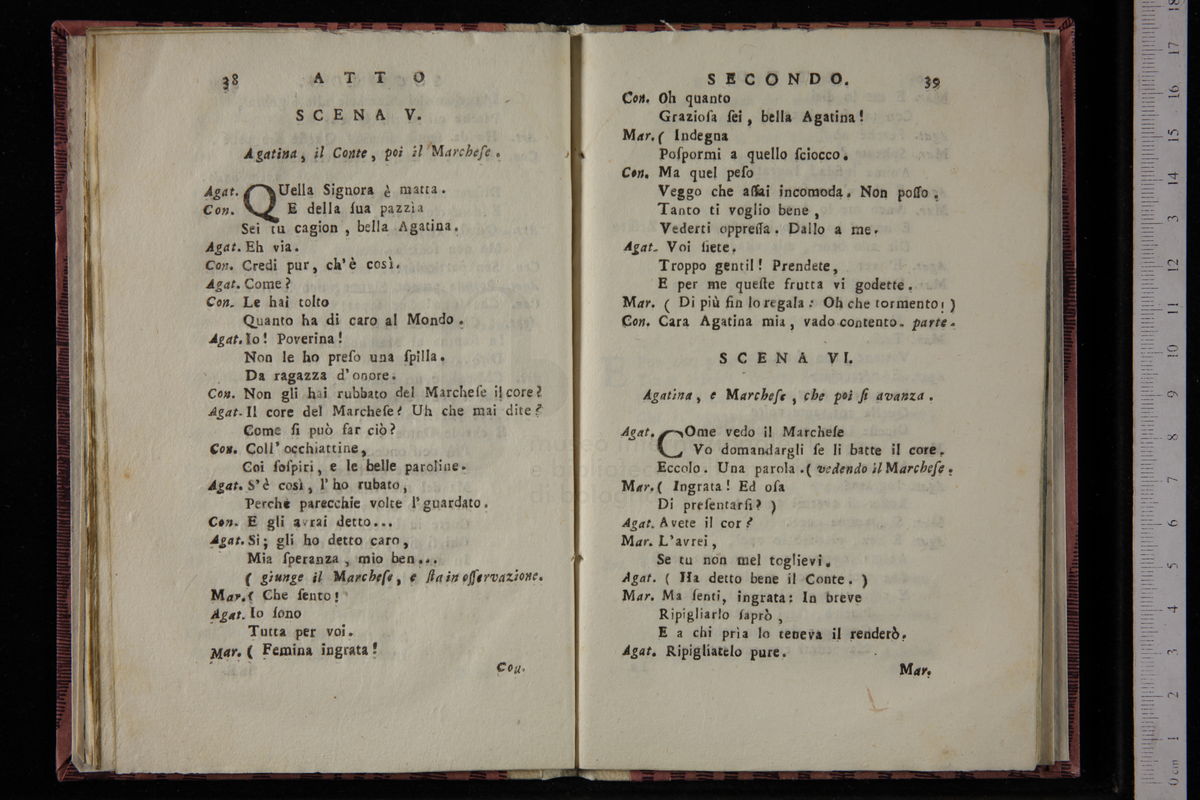 38 ATTO
SCENA V.
Agatina, il Conte, poi il Marcheſe.
Agat. QUella Signora è matta.
Con. E della ſua pazzia
Sei tu cagion, bella Agatina.
Agat. Eh via.
Con. Credi pur, ch'è così.
Agat. Come?
Con. Le hai tolto
Quanto ha di caro al Mondo.
Agat. Io! Poverina!
Non le ho preſo una ſpilla.
Da ragazza d'onore.
Con. Non gli hai rubbato del Marcheſe il core?
Agat. Il core del Marcheſe? Uh che mai dite?
Come ſi può far ciò?
Con. Coll'occhiattine,
Coi ſoſpiri, e le belle paroline.
Agat. S'è così, l'ho rubato,
Perchè parecchie volte l'guardato.
Con. E gli avrai detto...
Agat. Si; gli ho detto caro,
Mia ſperanza, mio ben...
( giunge il Marcheſe, e ſta in oſſervazione.
Mar. ( Che ſento!
Agat. Io ſono
Tutta per voi.
Mar. ( Femina ingrata!
Con.
SECONDO. 39
Con. Oh quanto
Grazioſa ſei, bella Agatina!
Mar. ( Indegna
Poſpormi a quello ſciocco.
Con. Ma quel peſo
Veggo che aſſai incomoda. Non poſſo,
Tanto ti voglio bene,
Vederti oppreſſa. Dallo a me.
Agat. Voi ſiete.
Troppo gentil! Prendete,
E per me queſte frutta vi godete.
Mar. ( Di più fin lo regala: Oh che tormento! )
Con. Cara Agatina mia, vado contento. parte.
SCENA VI.
Agatina, e Marcheſe, che poi ſi avanza.
Agat. COme vedo il Marcheſe
Vo domandargli ſe li batte il core.
Eccolo. Una parola. ( vedendo il Marcheſe.
Mar. ( Ingrata! Ed oſa
Di preſentarſi? )
Agat. Avete il cor?
Mar. L'avrei,
Se tu non mel toglievi.
Agat. ( Ha detto bene il Conte. )
Mar. Ma ſenti, ingrata: In breve
Ripigliarlo ſaprò,
E a chi prìa lo teneva il renderò.
Agat. Ripigliatelo pure.
Mar.